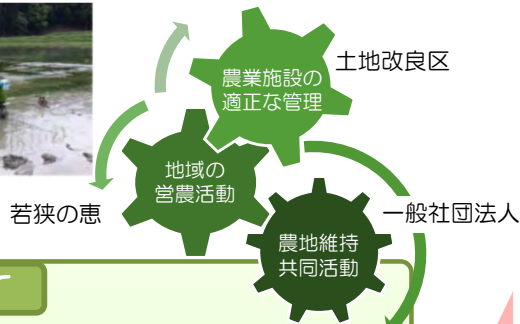 土地改良区
農業施設の
適正な管理
地域の
営農活動
若狭の恵
一般社団法人
農地維持
共同活動